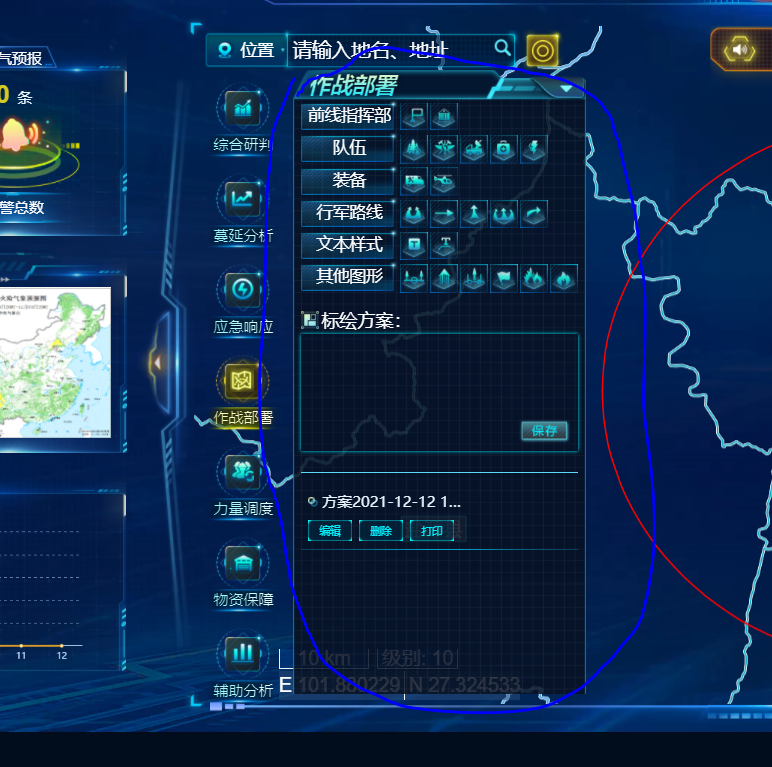 气预报
0 条
警总数
11 12
位置
请输入地名、地址
综合研判
蔓延分析
应急响应
作战部署
力量调度
物资保障
辅助分析
作战部署
前线指挥部
队伍
装备
行军路线
文本样式
其他图形
标绘方案:
保存
方案2021-12-12 1...
编辑 删除 打印
10 km 级别: 10
E 101.880229 N 27.324533